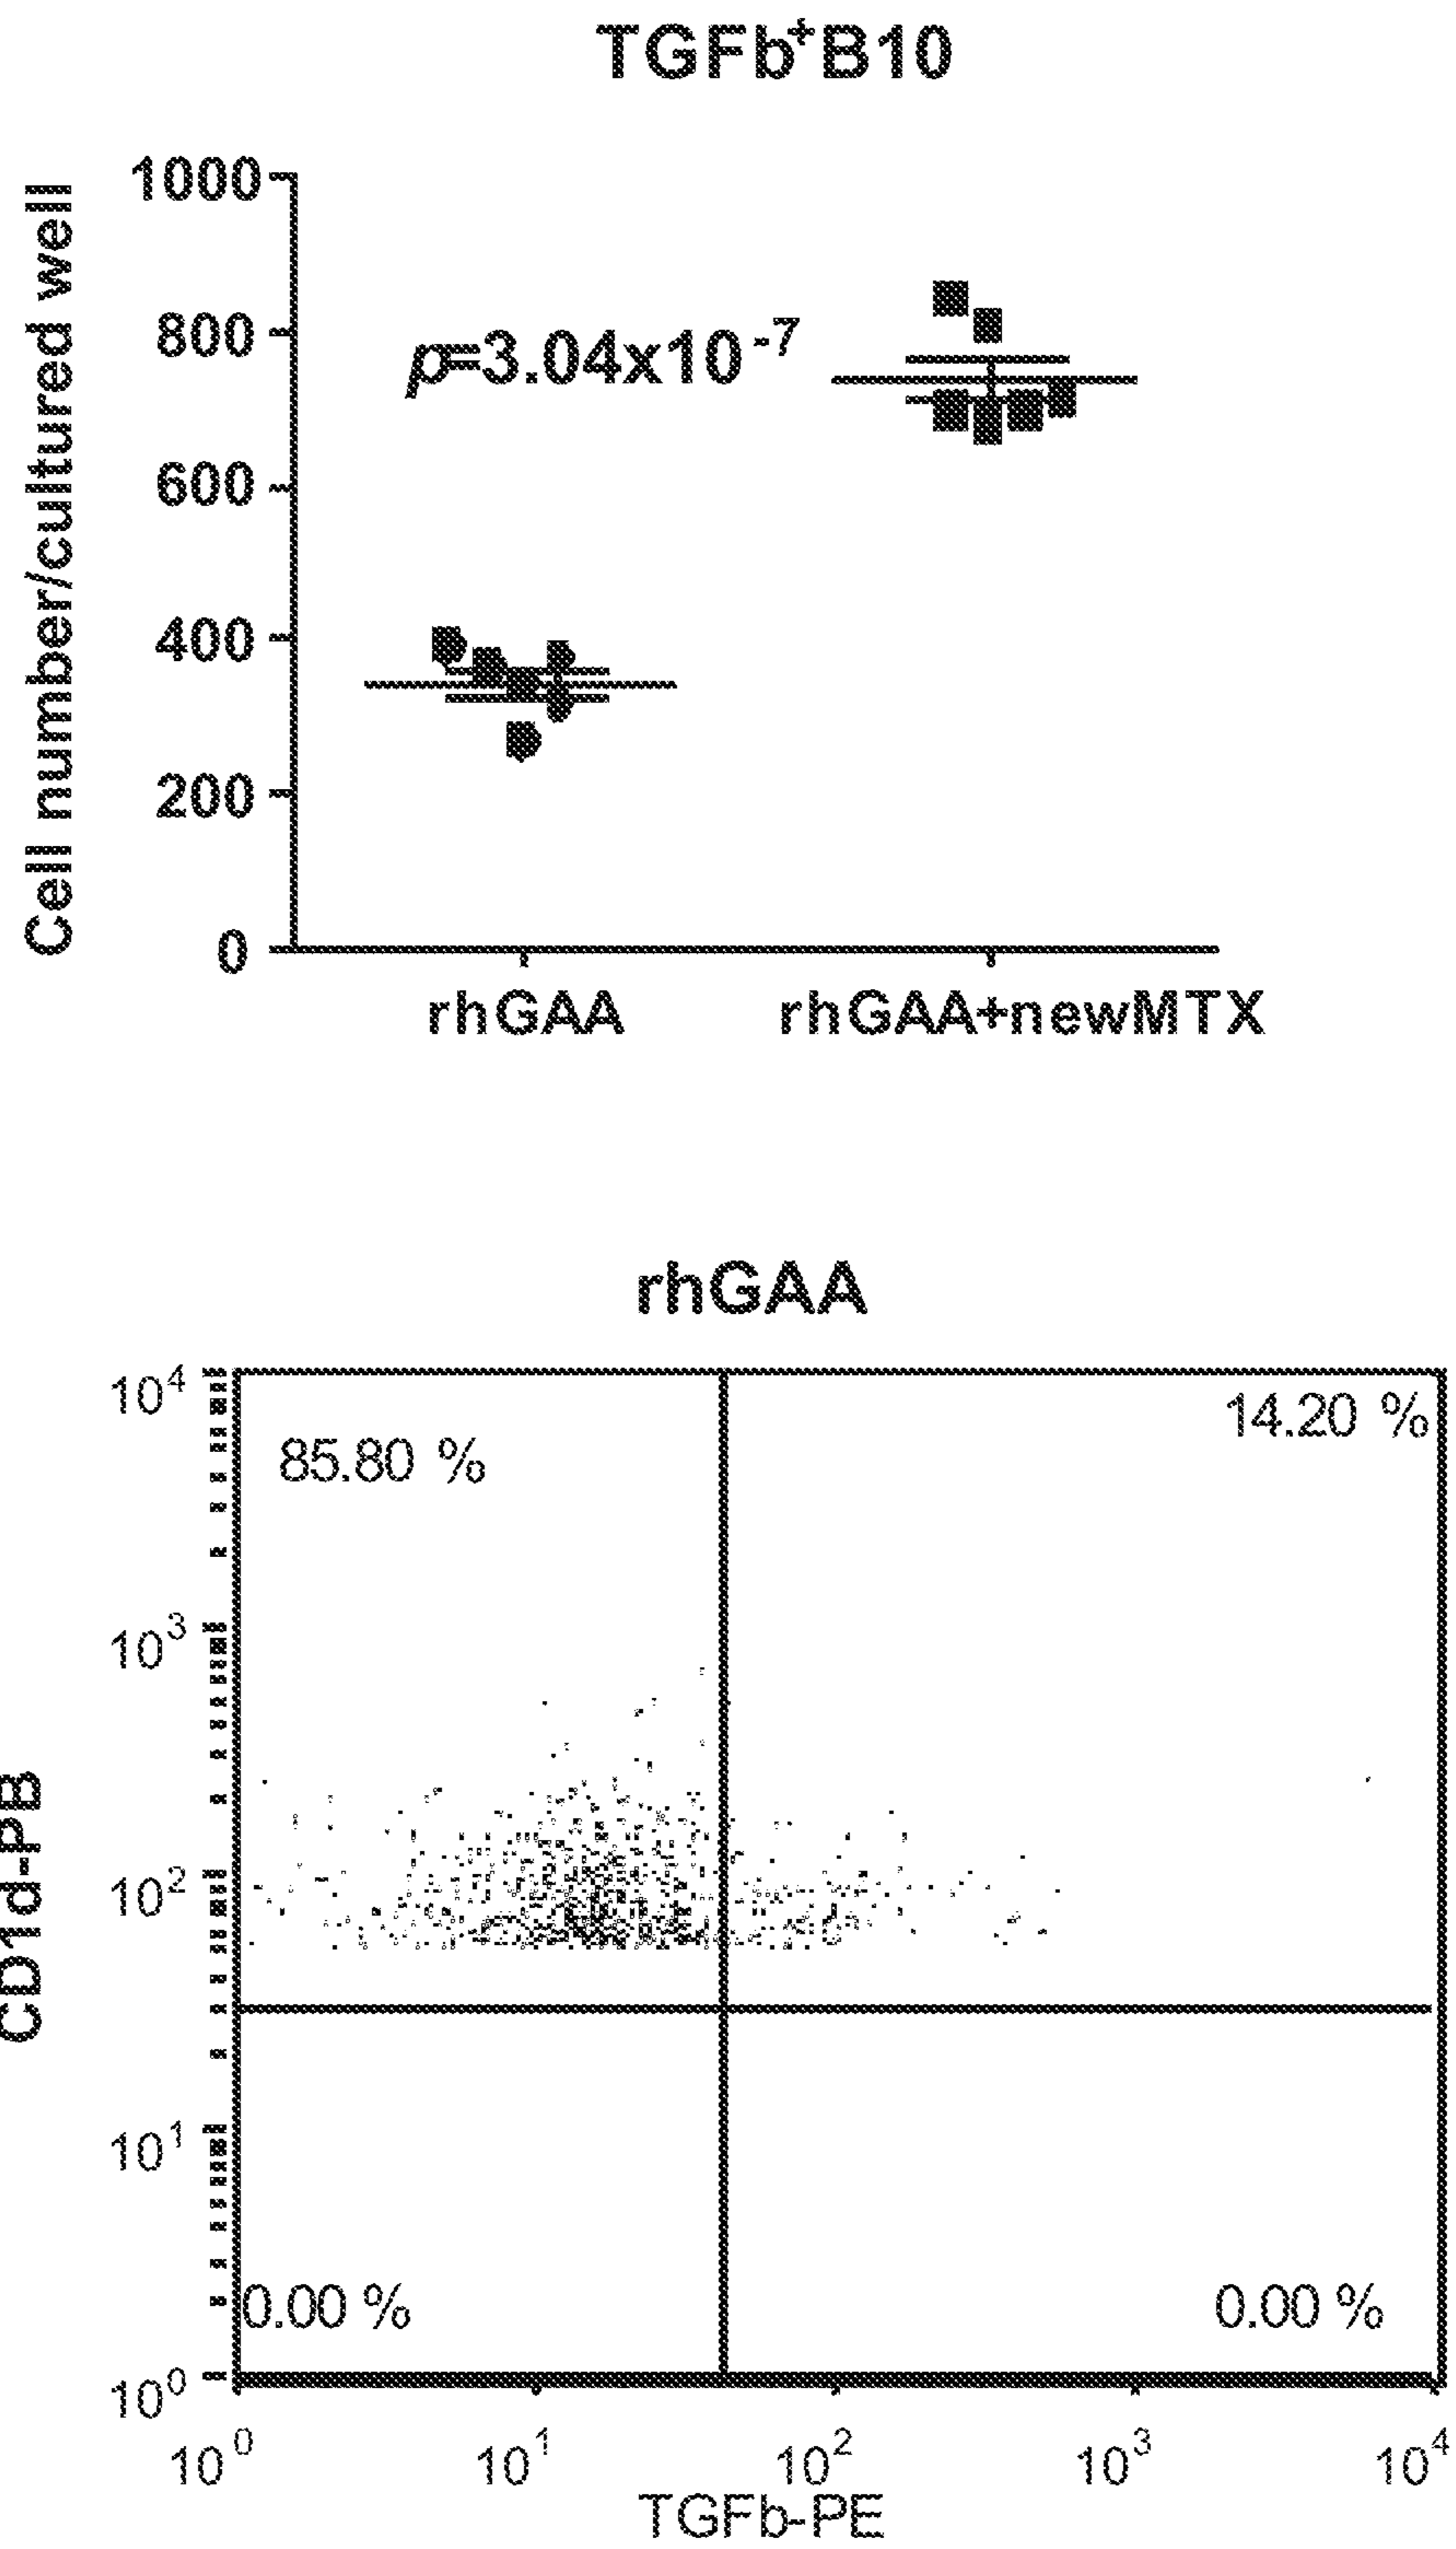 TGFb⁺B10
Cell number/cultured well
1000
800
600
400
200
0
p=3.04x10⁻⁷
rhGAA rhGAA+newMTX
rhGAA
CD1d-PB
10⁴
10³
10²
10¹
10⁰
85.80 % 14.20 %
0.00 % 0.00 %
10⁰ 10¹ 10² 10³ 10⁴
TGFb-PE